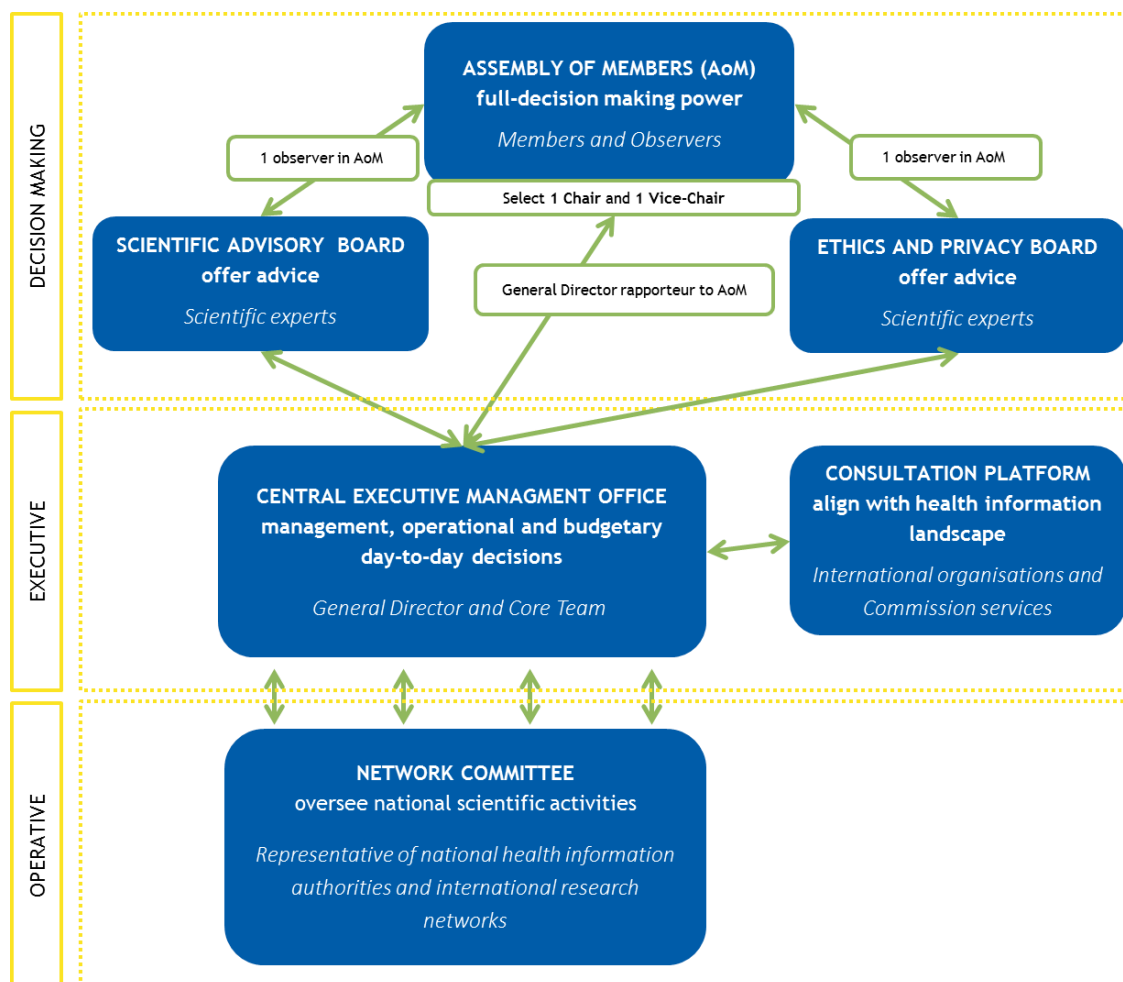 DECISION MAKING
ASSEMBLY OF MEMBERS (AoM)
full-decision making power
Members and Observers
1 observer in AoM
1 observer in AoM
Select 1 Chair and 1 Vice-Chair
SCIENTIFIC ADVISORY BOARD
offer advice
Scientific experts
General Director rapporteur to AoM
ETHICS AND PRIVACY BOARD
offer advice
Scientific experts
EXECUTIVE
CENTRAL EXECUTIVE MANAGMENT OFFICE
management, operational and budgetary
day-to-day decisions
General Director and Core Team
CONSULTATION PLATFORM
align with health information
landscape
International organisations and
Commission services
OPERATIVE
NETWORK COMMITTEE
oversee national scientific activities
Representative of national health information
authorities and international research
networks